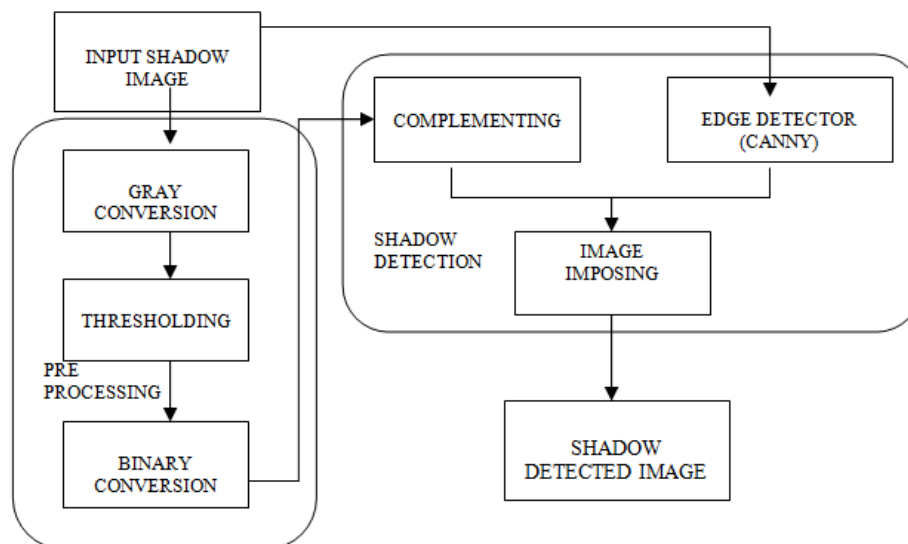 INPUT SHADOW
IMAGE
GRAY
CONVERSION
THRESHOLDING
PRE
PROCESSING
BINARY
CONVERSION
COMPLEMENTING
EDGE DETECTOR
(CANNY)
SHADOW
DETECTION
IMAGE
IMPOSING
SHADOW
DETECTED IMAGE